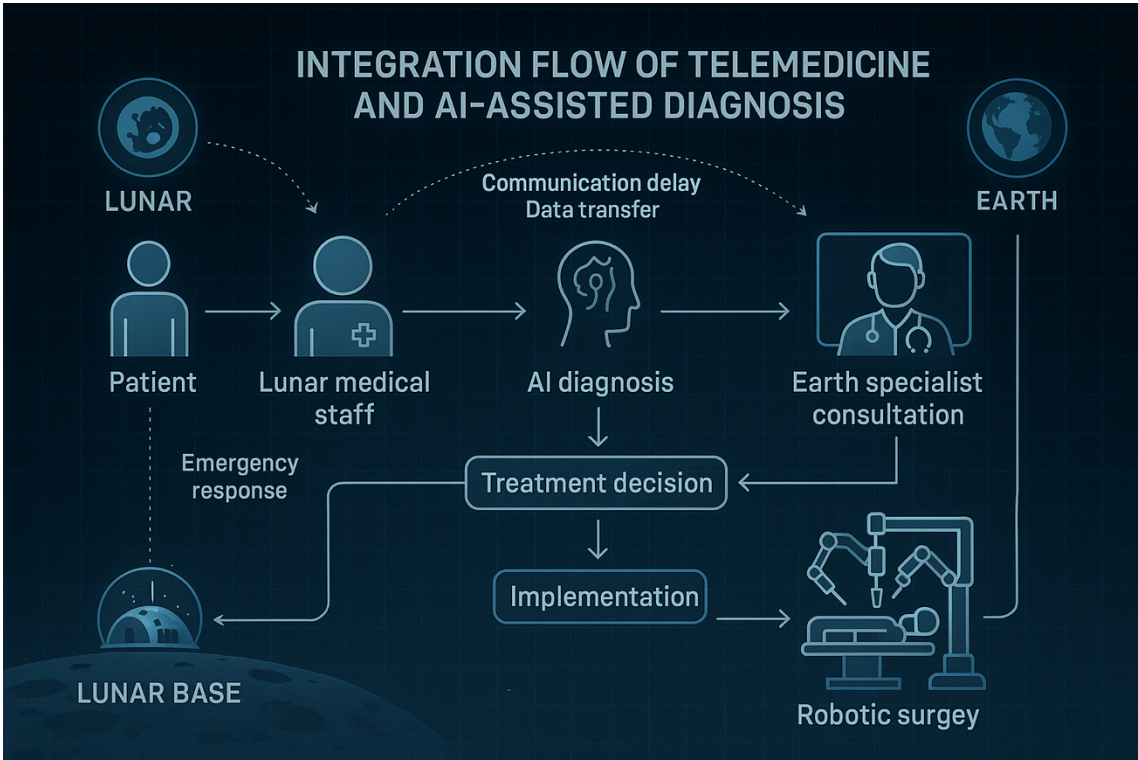 INTEGRATION FLOW OF TELEMEDICINE
AND AI-ASSISTED DIAGNOSIS
LUNAR
EARTH
Communication delay
Data transfer
Patient
Lunar medical
staff
AI diagnosis
Earth specialist
consultation
Emergency
response
Treatment decision
Implementation
LUNAR BASE
Robotic surgey